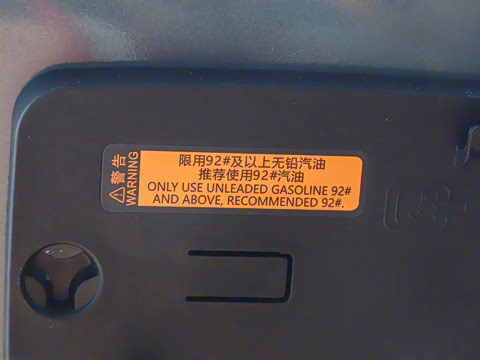 警告
WARNING
限用92#及以上无铅汽油
推荐使用92#汽油
ONLY USE UNLEADED GASOLINE 92#
AND ABOVE, RECOMMENDED 92#.